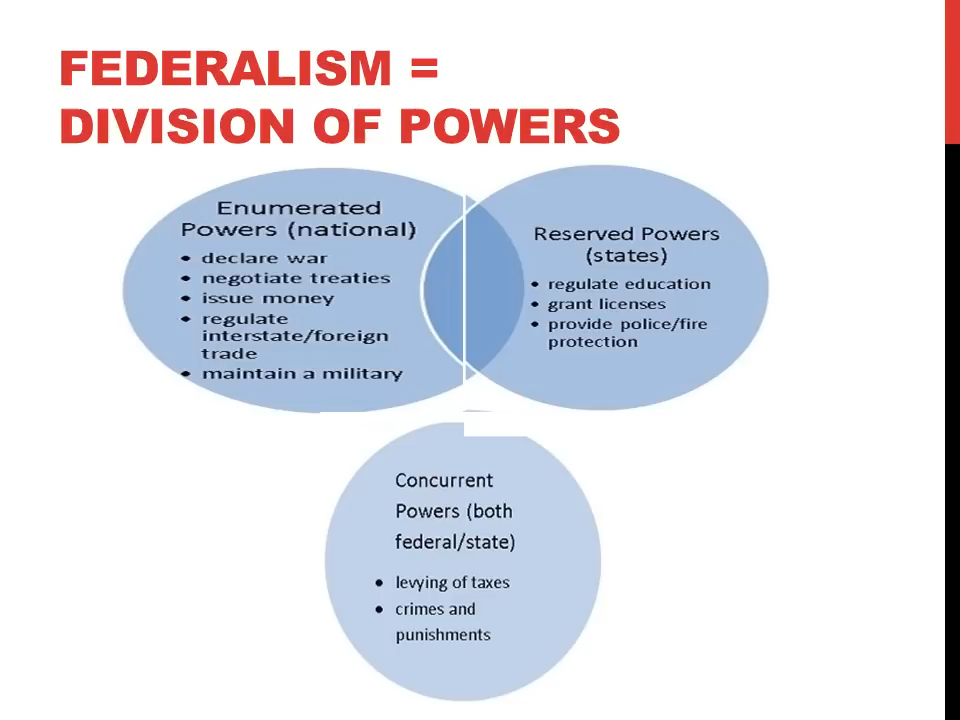 FEDERALISM =
DIVISION OF POWERS
Enumerated
Powers (national)
• declare war
• negotiate treaties
• issue money
• regulate
interstate/foreign
trade
• maintain a military
Reserved Powers
(states)
• regulate education
• grant licenses
• provide police/fire
protection
Concurrent
Powers (both
federal/state)
• levying of taxes
• crimes and
punishments